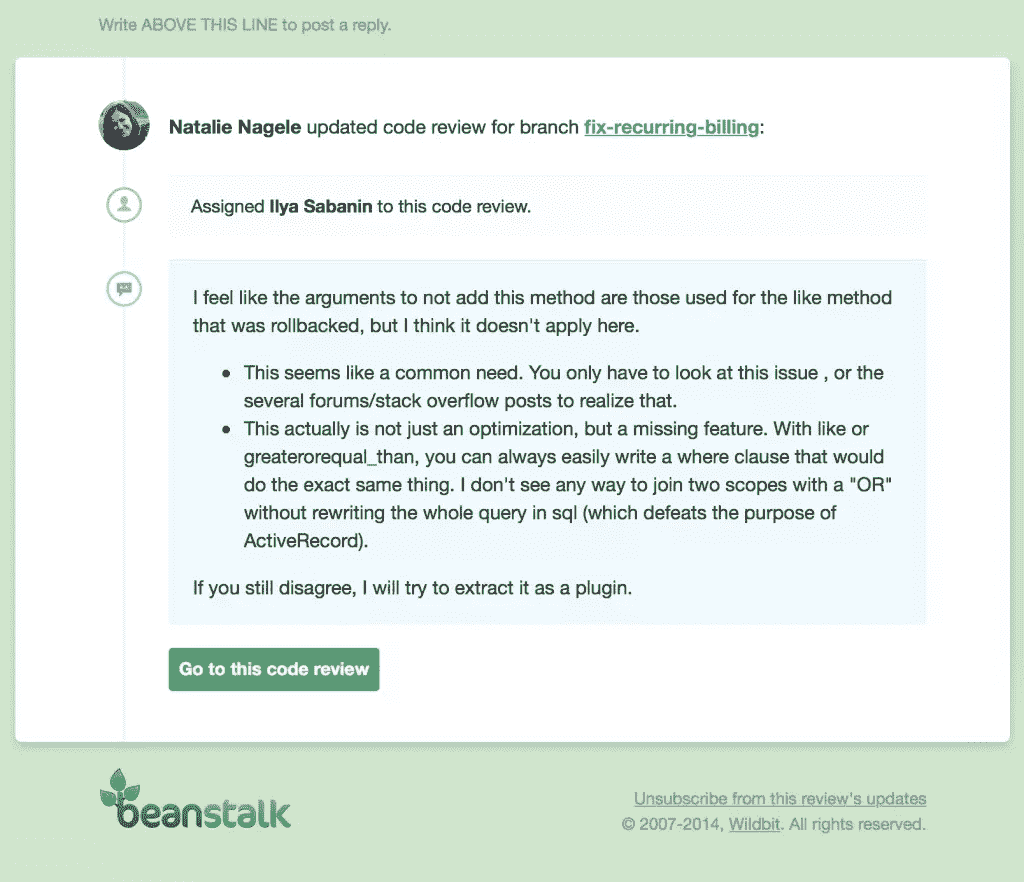 Write ABOVE THIS LINE to post a reply.
Natalie Nagele updated code review for branch fix-recurring-billing:
Assigned Ilya Sabanin to this code review.
I feel like the arguments to not add this method are those used for the like method
that was rollbacked, but I think it doesn't apply here.
• This seems like a common need. You only have to look at this issue , or the
several forums/stack overflow posts to realize that.
• This actually is not just an optimization, but a missing feature. With like or
greaterorequal_than, you can always easily write a where clause that would
do the exact same thing. I don't see any way to join two scopes with a "OR"
without rewriting the whole query in sql (which defeats the purpose of
ActiveRecord).
If you still disagree, I will try to extract it as a plugin.
Go to this code review
beanstalk
Unsubscribe from this review's updates
© 2007-2014, Wildbit. All rights reserved.